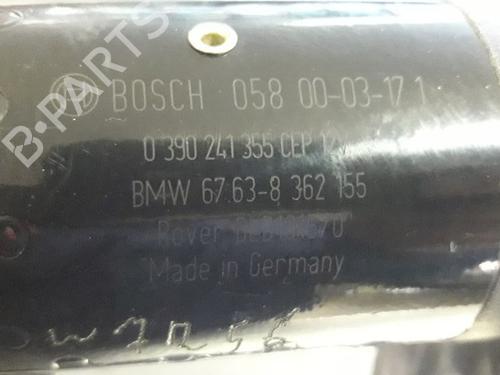 B-PARTS
BOSCH 058 00-03-17 1
0 390 241 355 CEP 12V
BMW 67.63-8 362 155
Rover
Made in Germany